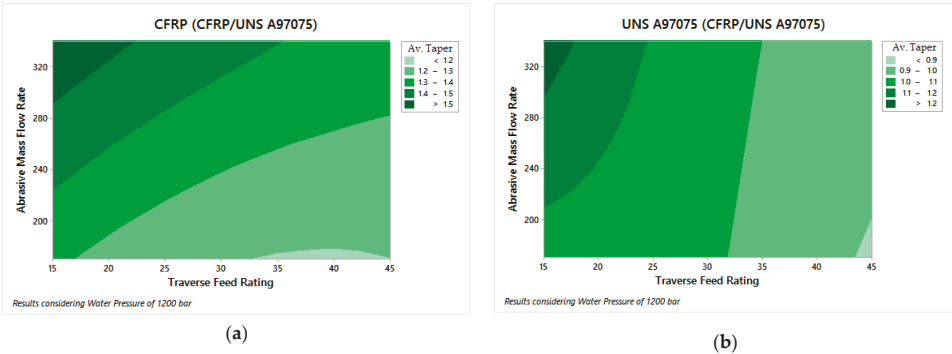 CFRP (CFRP/UNS A97075)
Av. Taper
< 1.2
1.2 – 1.3
1.3 – 1.4
1.4 – 1.5
> 1.5
Abrasive Mass Flow Rate
320
280
240
200
15 20 25 30 35 40 45
Traverse Feed Rating
Results considering Water Pressure of 1200 bar
(a)
UNS A97075 (CFRP/UNS A97075)
Av. Taper
< 0.9
0.9 – 1.0
1.0 – 1.1
1.1 – 1.2
> 1.2
Abrasive Mass Flow Rate
320
280
240
200
15 20 25 30 35 40 45
Traverse Feed Rating
Results considering Water Pressure of 1200 bar
(b)